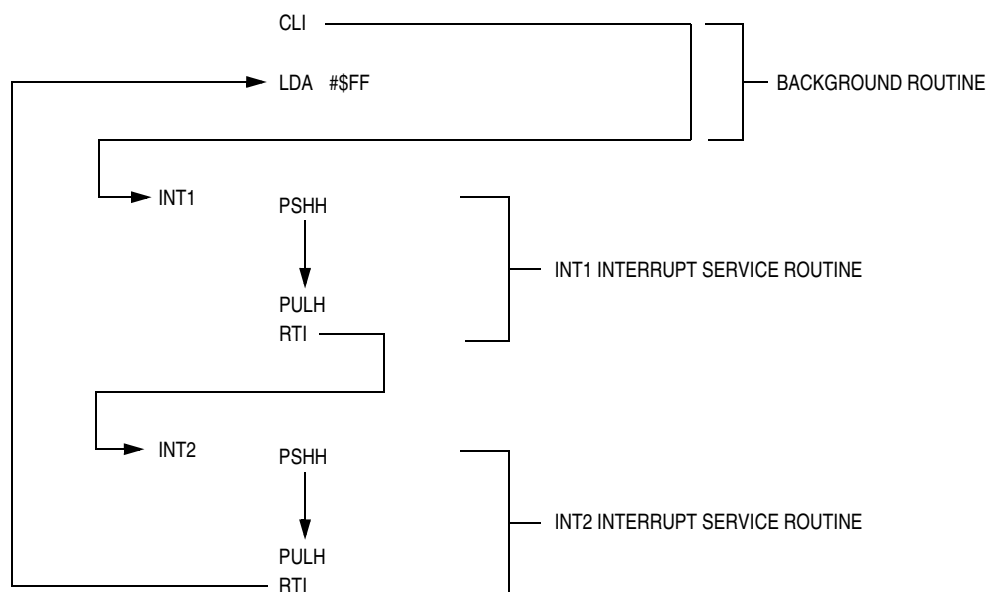 CLI
LDA #$FF
BACKGROUND ROUTINE
INT1
PSHH
INT1 INTERRUPT SERVICE ROUTINE
PULH
RTI
INT2
PSHH
INT2 INTERRUPT SERVICE ROUTINE
PULH
RTI